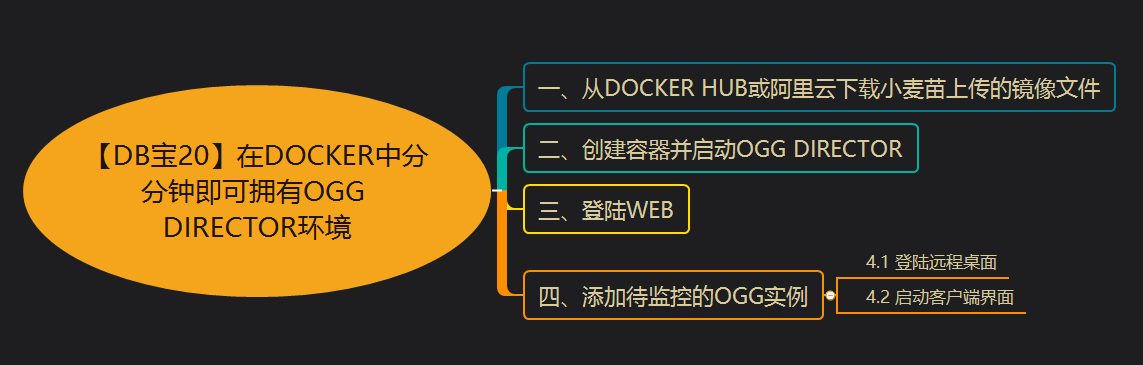 【DB宝20】在DOCKER中分
分钟即可拥有OGG
DIRECTOR环境
一、从DOCKER HUB或阿里云下载小麦苗上传的镜像文件
二、创建容器并启动OGG DIRECTOR
三、登陆WEB
四、添加待监控的OGG实例
4.1 登陆远程桌面
4.2 启动客户端界面